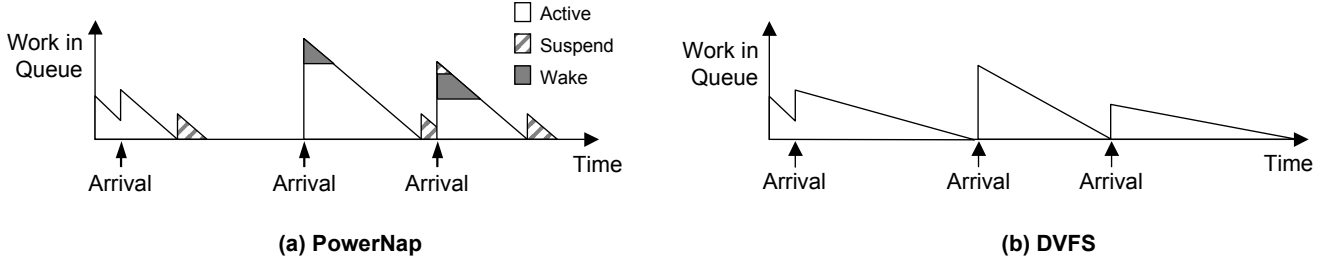 Work in
Queue
Active
Suspend
Wake
Time
Arrival
Arrival
Arrival
(a) PowerNap
Work in
Queue
Time
Arrival
Arrival
Arrival
(b) DVFS